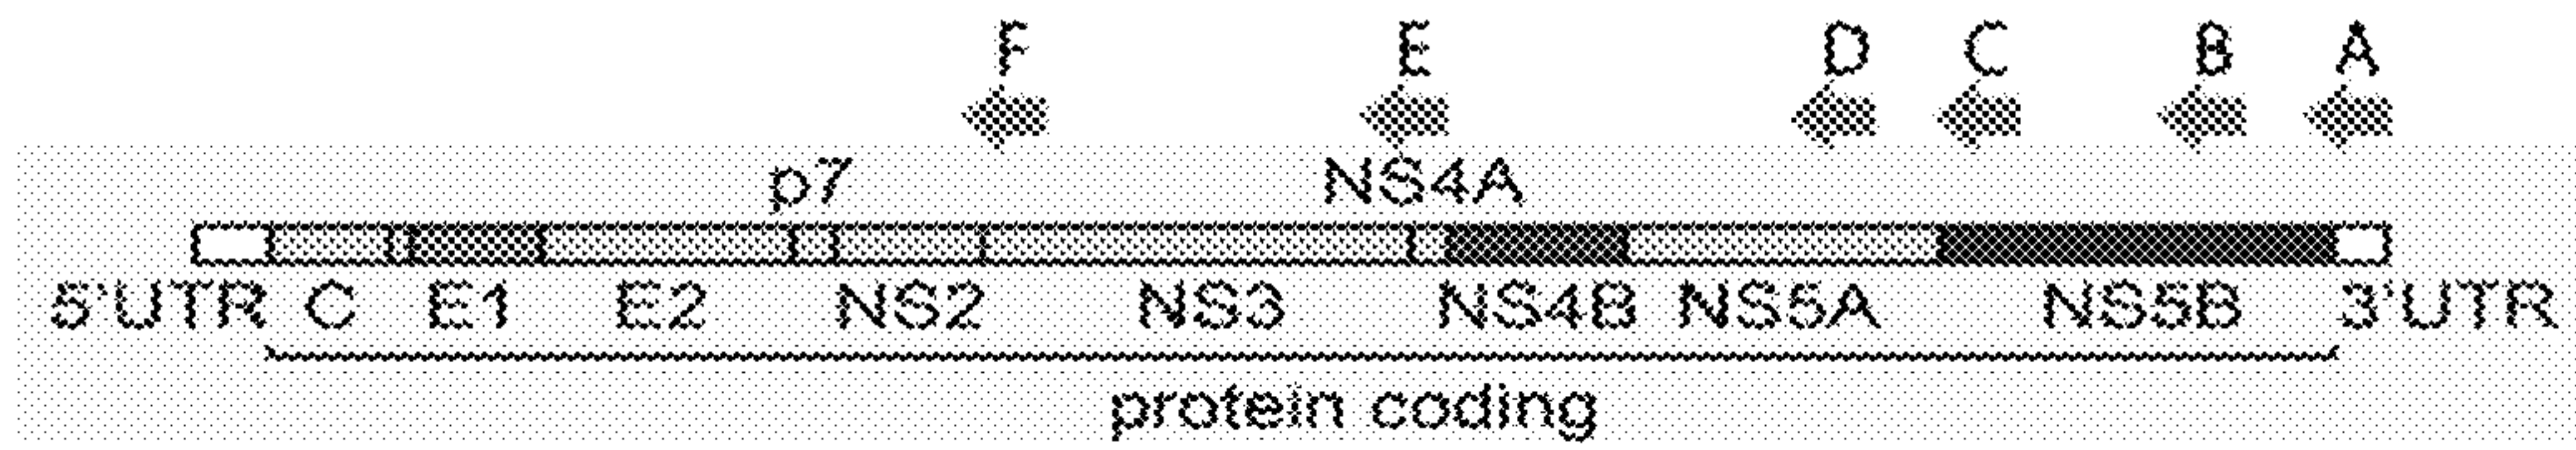 F E D C B A
p7 NS4A
5'UTR C E1 E2 NS2 NS3 NS4B NS5A NS5B 3'UTR
protein coding